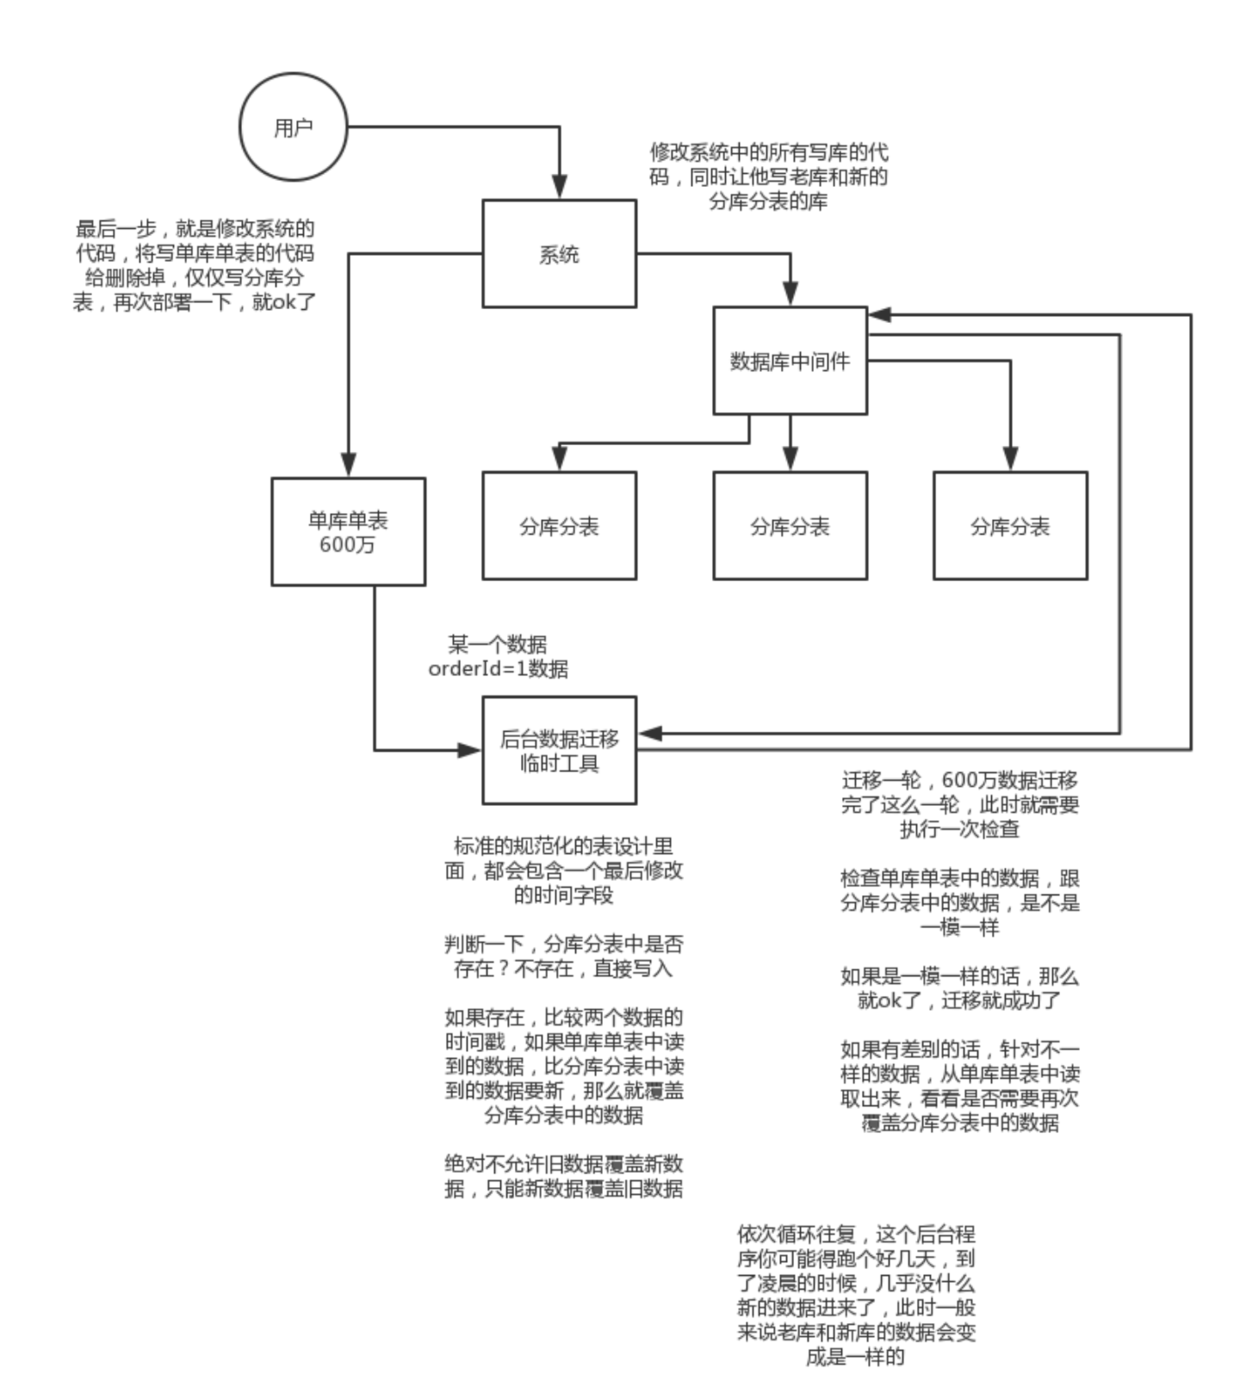 用户
修改系统中的所有写库的代
码，同时让他写老库和新的
分库分表的库
最后一步，就是修改系统的
代码，将写单库单表的代码
给删除掉，仅仅写分库分
表，再次部署一下，就ok了
系统
数据库中间件
单库单表
600万
分库分表
分库分表
分库分表
某一个数据
orderId=1数据
后台数据迁移
临时工具
标准的规范化的表设计里
面，都会包含一个最后修改
的时间字段
判断一下，分库分表中是否
存在？不存在，直接写入
如果存在，比较两个数据的
时间戳，如果单库单表中读
到的数据，比分库分表中读
到的数据要新，那么就覆盖
分库分表中的数据
绝对不允许旧数据覆盖新数
据，只能新数据覆盖旧数据
迁移一轮，600万数据迁移
完了这么一轮，此时就需要
执行一次检查
检查单库单表中的数据，跟
分库分表中的数据，是不是
一模一样
如果是一模一样的话，那么
就ok了，迁移就成功了
如果有差别的话，针对不一
样的数据，从单库单表中读
取出来，看看是否需要再次
覆盖分库分表中的数据
依次循环往复，这个后台程
序你可能得跑个好几天，到
了凌晨的时候，几乎没什么
新的数据进来了，此时一般
来说老库和新库的数据会变
成是一样的